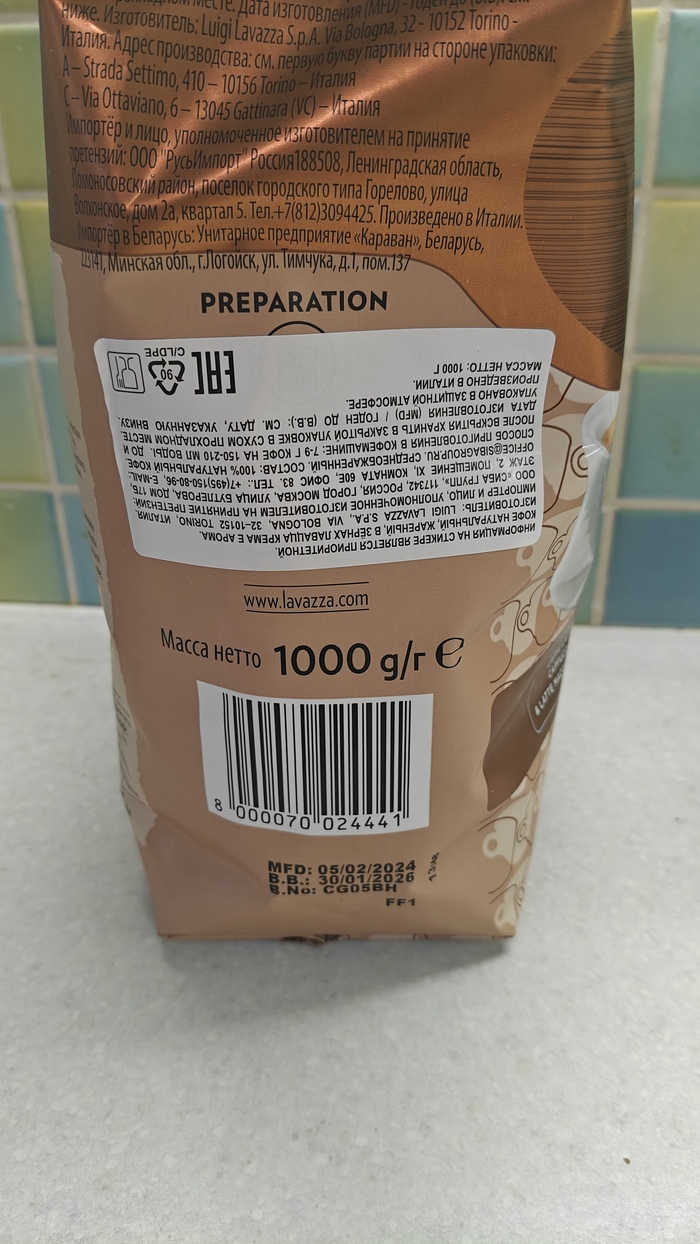 ниже. Изготовитель: Luigi Lavazza S.p.A. Via Bologna, 32 – 10152 Torino -
Италия. Адрес производства: см. первую букву партии на стороне упаковки:
A – Strada Settimo, 410 – 10156 Torino – Италия
C – Via Ottaviano, 6 – 13045 Gattinara (VC) – Италия
Импортёр и лицо, уполномоченное изготовителем на принятие
претензий: ООО "РусьИмпорт" Россия188508, Ленинградская область,
Ломоносовский район, поселок городского типа Горелово, улица
Волхонское, дом 2а, квартал 5. Тел.+7(812)3094425. Произведено в Италии.
Импортёр в Беларусь: Унитарное предприятие «Караван», Беларусь,
223141, Минская обл., г.Логойск, ул. Тимчука, д.1, пом.137
PREPARATION
ИНФОРМАЦИЯ НА СТИКЕРЕ ЯВЛЯЕТСЯ ПРИОРИТЕТНОЙ.
КОФЕ НАТУРАЛЬНЫЙ, ЖАРЕНЫЙ, В ЗЁРНАХ ЛАВАЦЦА КРЕМА E АРОМА.
ИЗГОТОВИТЕЛЬ: LUIGI LAVAZZA S.P.A., VIA BOLOGNA, 32-10152 TORINO, ИТАЛИЯ.
ИМПОРТЕР И ЛИЦО, УПОЛНОМОЧЕННОЕ ИЗГОТОВИТЕЛЕМ НА ПРИНЯТИЕ ПРЕТЕНЗИЙ:
ООО «СИБА ГРУПП», 117342, РОССИЯ, ГОРОД МОСКВА, УЛИЦА БУТЛЕРОВА, ДОМ 17Б,
ЭТАЖ 2, ПОМЕЩЕНИЕ XI, КОМНАТА 69, ОФИС 83. ТЕЛ.: +7(495)150-80-96, E-MAIL:
OFFICE@SIBAGROUP.RU. СРЕДНЕОБЖАРЕННЫЙ. СОСТАВ: 100% НАТУРАЛЬНЫЙ КОФЕ.
СПОСОБ ПРИГОТОВЛЕНИЯ В КОФЕМАШИНЕ: 7-9 Г КОФЕ НА 150-210 МЛ ВОДЫ. ДО И
ПОСЛЕ ВСКРЫТИЯ ХРАНИТЬ В ЗАКРЫТОЙ УПАКОВКЕ В СУХОМ ПРОХЛАДНОМ МЕСТЕ.
ДАТА ИЗГОТОВЛЕНИЯ (MFD) / ГОДЕН ДО (B.B.): СМ. ДАТУ, УКАЗАННУЮ ВНИЗУ.
УПАКОВАНО В ЗАЩИТНОЙ АТМОСФЕРЕ.
ПРОИЗВЕДЕНО В ИТАЛИИ.
МАССА НЕТТО: 1000 Г
EAC
90
C/LDPE
www.lavazza.com
Масса нетто 1000 g/г ℮
8 000070 024441
MFD: 05/02/2024
B.B.: 30/01/2026
B.No: CG05BH
FF1